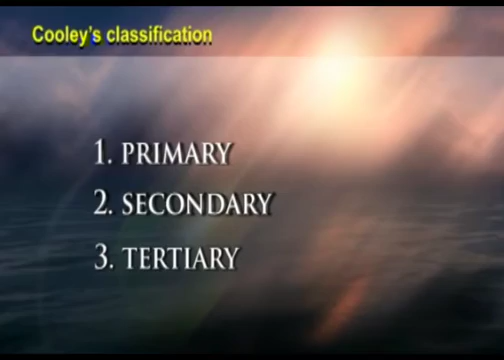 Cooley's classification
1. PRIMARY
2. SECONDARY
3. TERTIARY